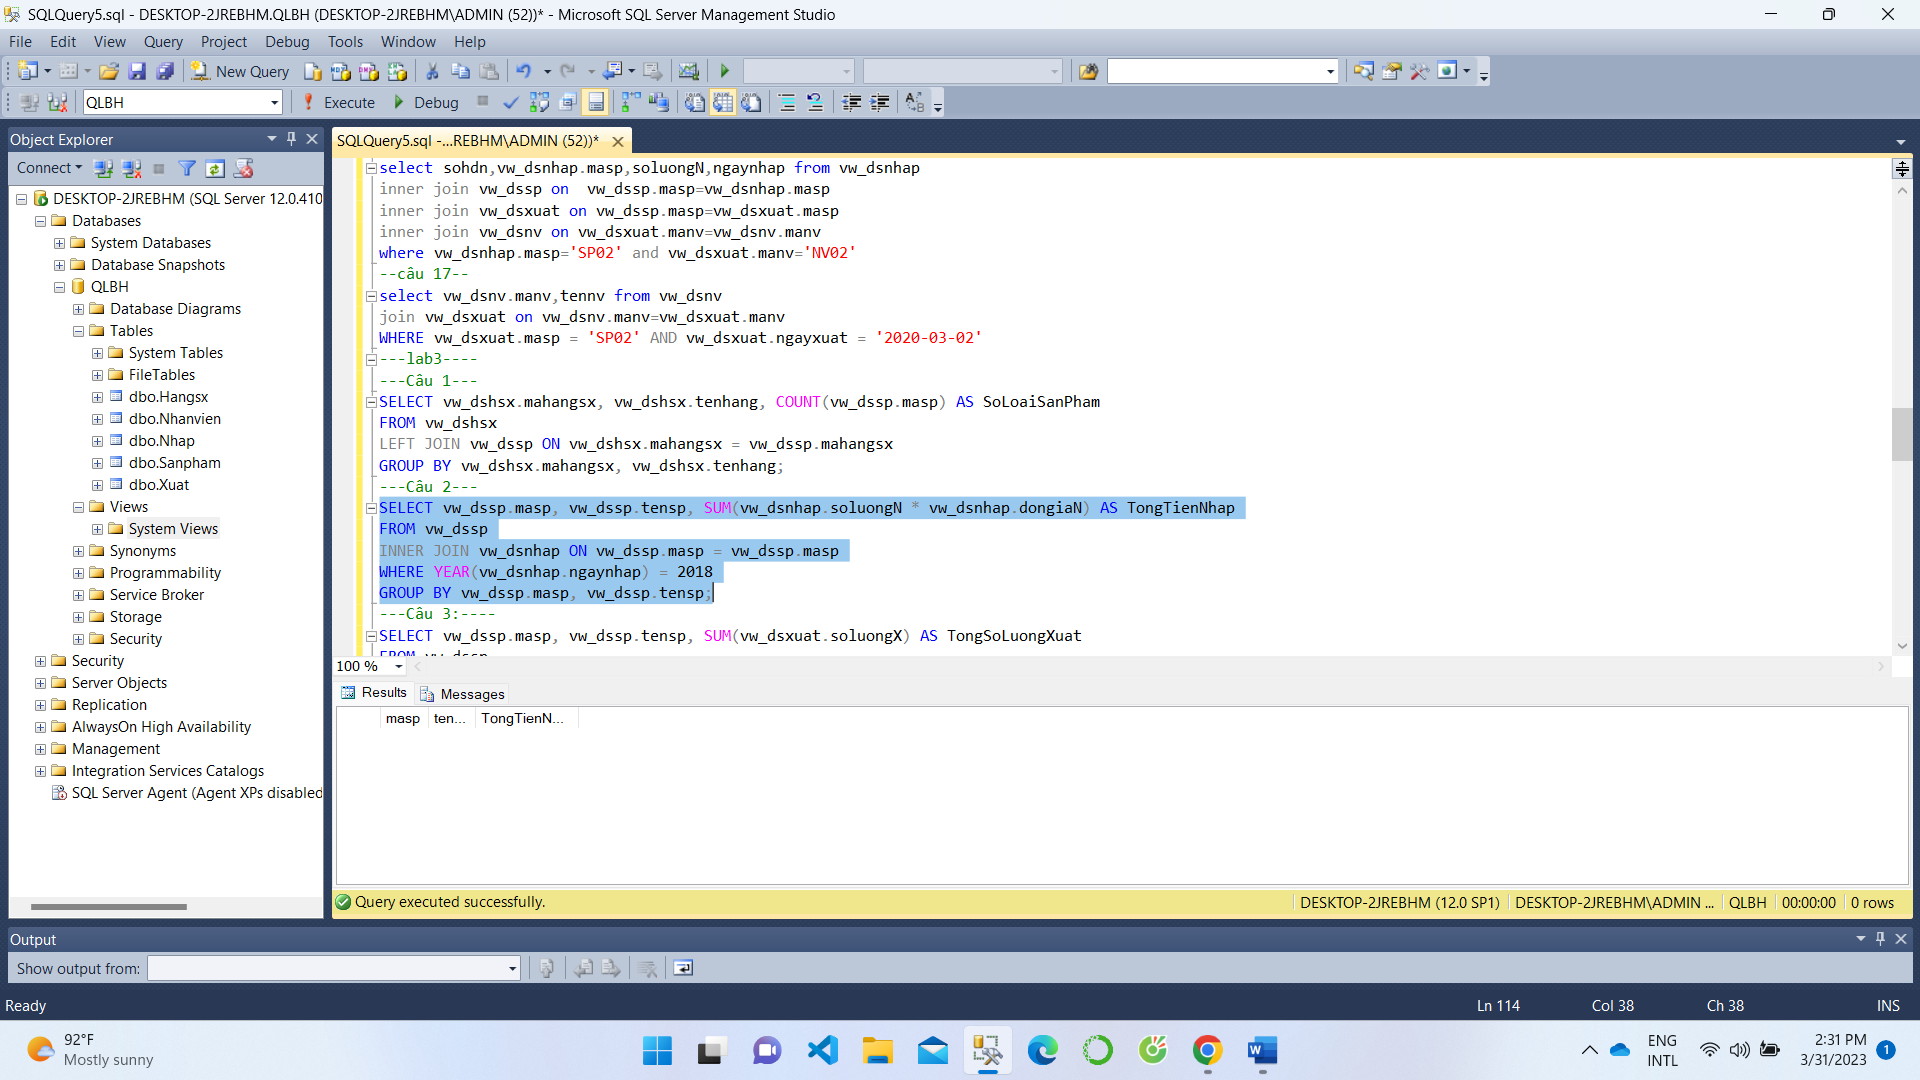 SQLQuery5.sql - DESKTOP-2JREBHM.QLBH (DESKTOP-2JREBHM\ADMIN (52))* - Microsoft SQL Server Management Studio
File Edit View Query Project Debug Tools Window Help
New Query
QLBH Execute Debug
Object Explorer
Connect
DESKTOP-2JREBHM (SQL Server 12.0.410
Databases
System Databases
Database Snapshots
QLBH
Database Diagrams
Tables
System Tables
FileTables
dbo.Hangsx
dbo.Nhanvien
dbo.Nhap
dbo.Sanpham
dbo.Xuat
Views
System Views
Synonyms
Programmability
Service Broker
Storage
Security
Security
Server Objects
Replication
AlwaysOn High Availability
Management
Integration Services Catalogs
SQL Server Agent (Agent XPs disabled
SQLQuery5.sql -...REBHM\ADMIN (52))*
select sohdn,vw_dsnhap.masp,soluongN,ngaynhap from vw_dsnhap
inner join vw_dssp on  vw_dssp.masp=vw_dsnhap.masp
inner join vw_dsxuat on vw_dssp.masp=vw_dsxuat.masp
inner join vw_dsnv on vw_dsxuat.manv=vw_dsnv.manv
where vw_dsnhap.masp='SP02' and vw_dsxuat.manv='NV02'
--câu 17--
select vw_dsnv.manv,tennv from vw_dsnv
join vw_dsxuat on vw_dsnv.manv=vw_dsxuat.manv
WHERE vw_dsxuat.masp = 'SP02' AND vw_dsxuat.ngayxuat = '2020-03-02'
---lab3----
---Câu 1---
SELECT vw_dshsx.mahangsx, vw_dshsx.tenhang, COUNT(vw_dssp.masp) AS SoLoaiSanPham
FROM vw_dshsx
LEFT JOIN vw_dssp ON vw_dshsx.mahangsx = vw_dssp.mahangsx
GROUP BY vw_dshsx.mahangsx, vw_dshsx.tenhang;
---Câu 2---
SELECT vw_dssp.masp, vw_dssp.tensp, SUM(vw_dsnhap.soluongN * vw_dsnhap.dongiaN) AS TongTienNhap
FROM vw_dssp
INNER JOIN vw_dsnhap ON vw_dssp.masp = vw_dssp.masp
WHERE YEAR(vw_dsnhap.ngaynhap) = 2018
GROUP BY vw_dssp.masp, vw_dssp.tensp;
---Câu 3:----
SELECT vw_dssp.masp, vw_dssp.tensp, SUM(vw_dsxuat.soluongX) AS TongSoLuongXuat
FROM vw_dssp
100 %
Results Messages
masp ten... TongTienN...
Query executed successfully. DESKTOP-2JREBHM (12.0 SP1) DESKTOP-2JREBHM\ADMIN ... QLBH 00:00:00 0 rows
Output
Show output from:
Ready Ln 114 Col 38 Ch 38 INS
92°F
Mostly sunny
ENG
INTL
2:31 PM
3/31/2023
1